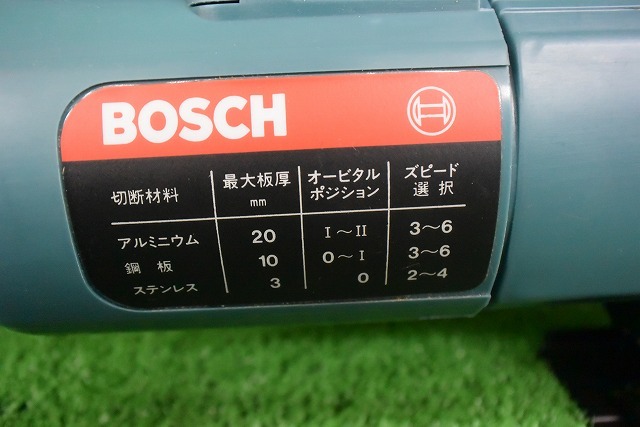 BOSCH
切断材料 最大板厚 mm オービタル ポジション ズピード 選択
アルミニウム 20 I～II 3～6
鋼板 10 0～I 3～6
ステンレス 3 0 2～4